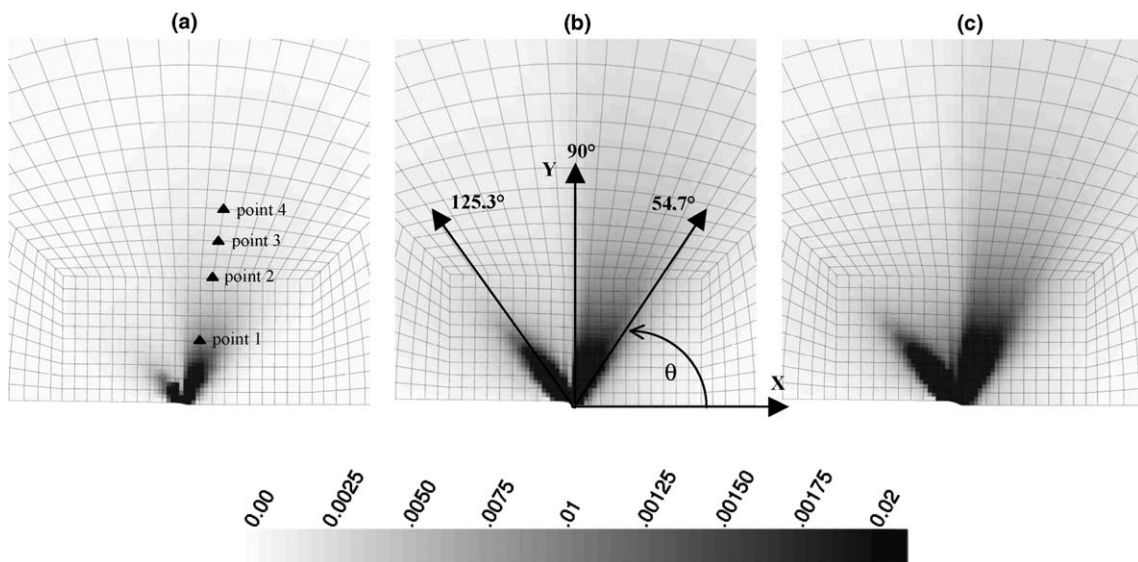 (a)
(b)
(c)
90°
Y
125.3°
54.7°
point 4
point 3
point 2
point 1
θ
X
0.00
0.0025
.0050
.0075
.01
.00125
.00150
.00175
0.02